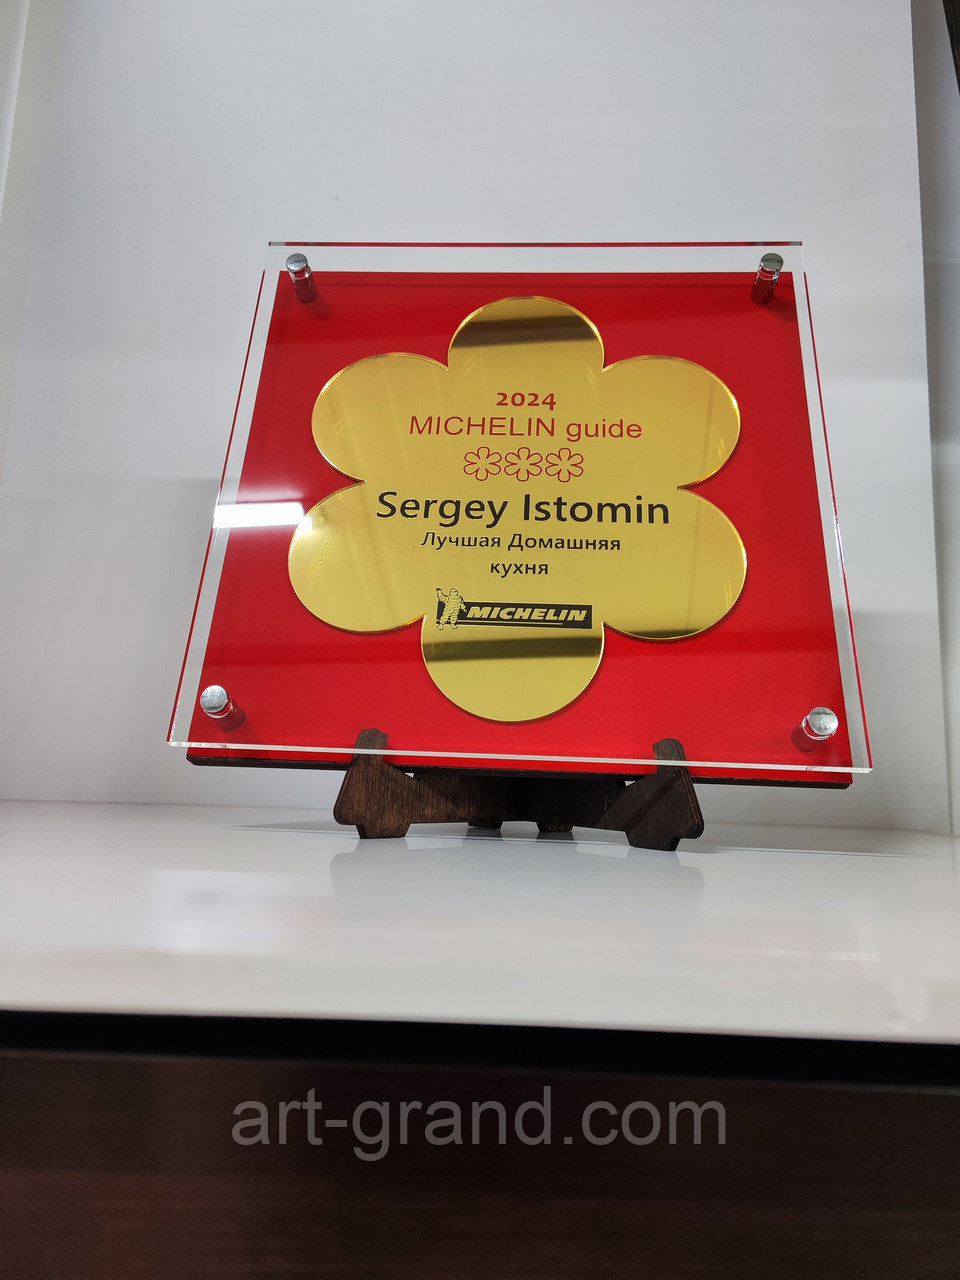 2024
MICHELIN guide
Sergey Istomin
Лучшая Домашняя
кухня
MICHELIN
art-grand.com